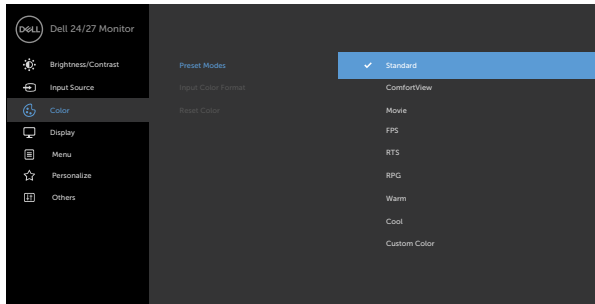 DELL Dell 24/27 Monitor
Brightness/Contrast
Input Source
Color
Display
Menu
Personalize
Others
Preset Modes
Input Color Format
Reset Color
Standard
ComfortView
Movie
FPS
RTS
RPG
Warm
Cool
Custom Color